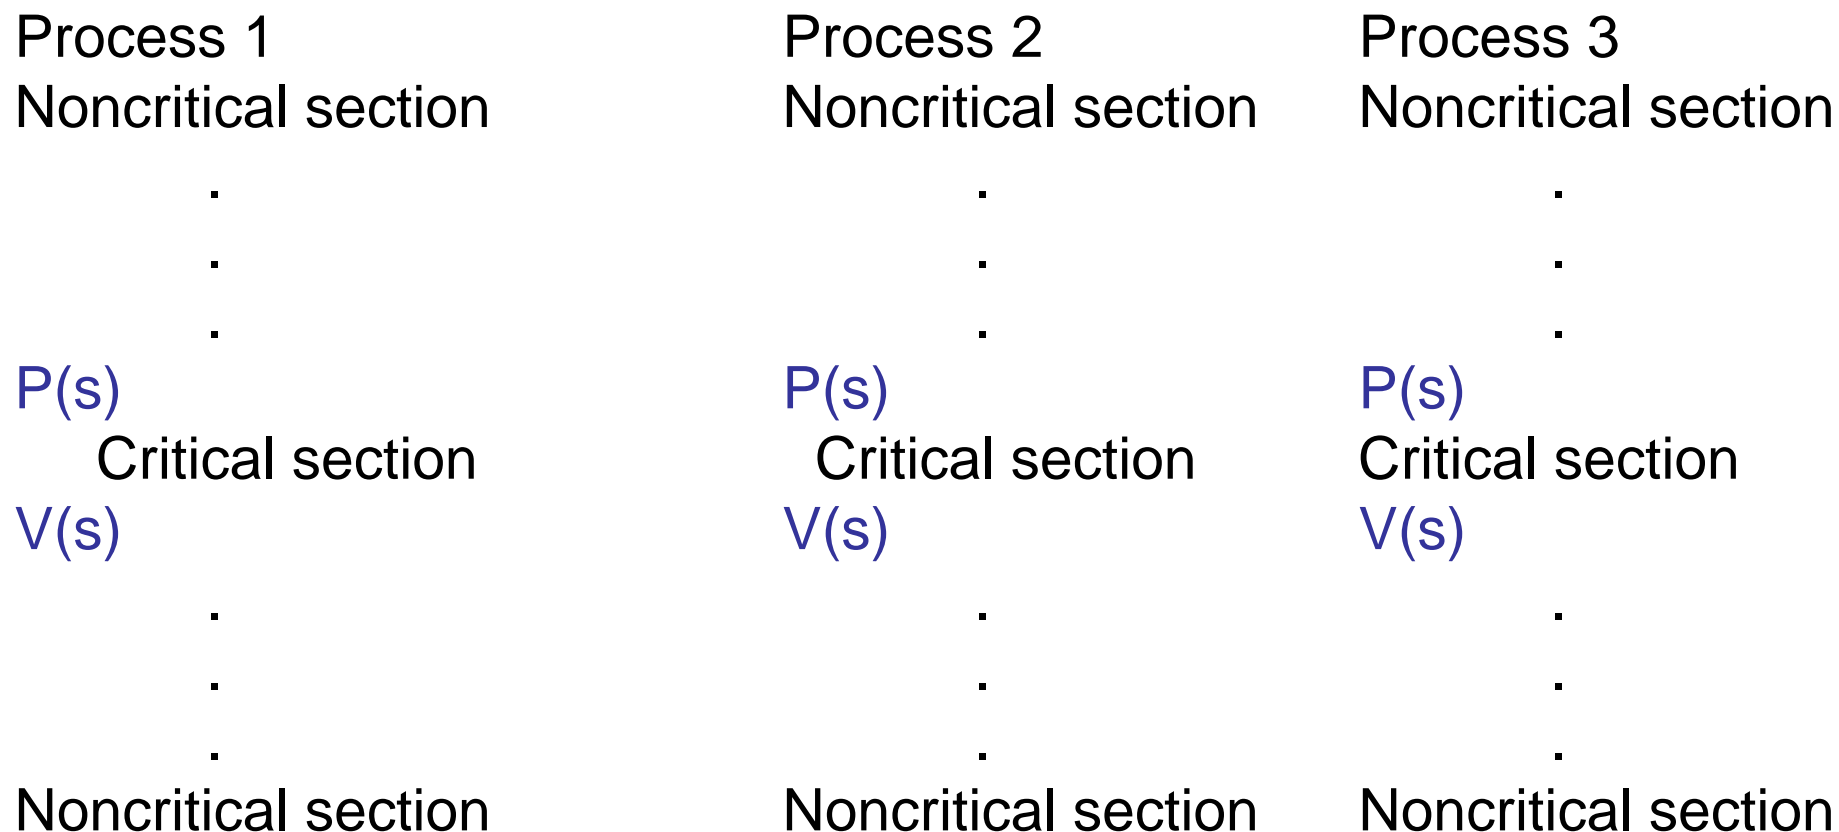 Process 1 Process 2 Process 3
Noncritical section Noncritical section Noncritical section
. . .
. . .
. . .
P(s) P(s) P(s)
Critical section Critical section Critical section
V(s) V(s) V(s)
. . .
. . .
. . .
Noncritical section Noncritical section Noncritical section